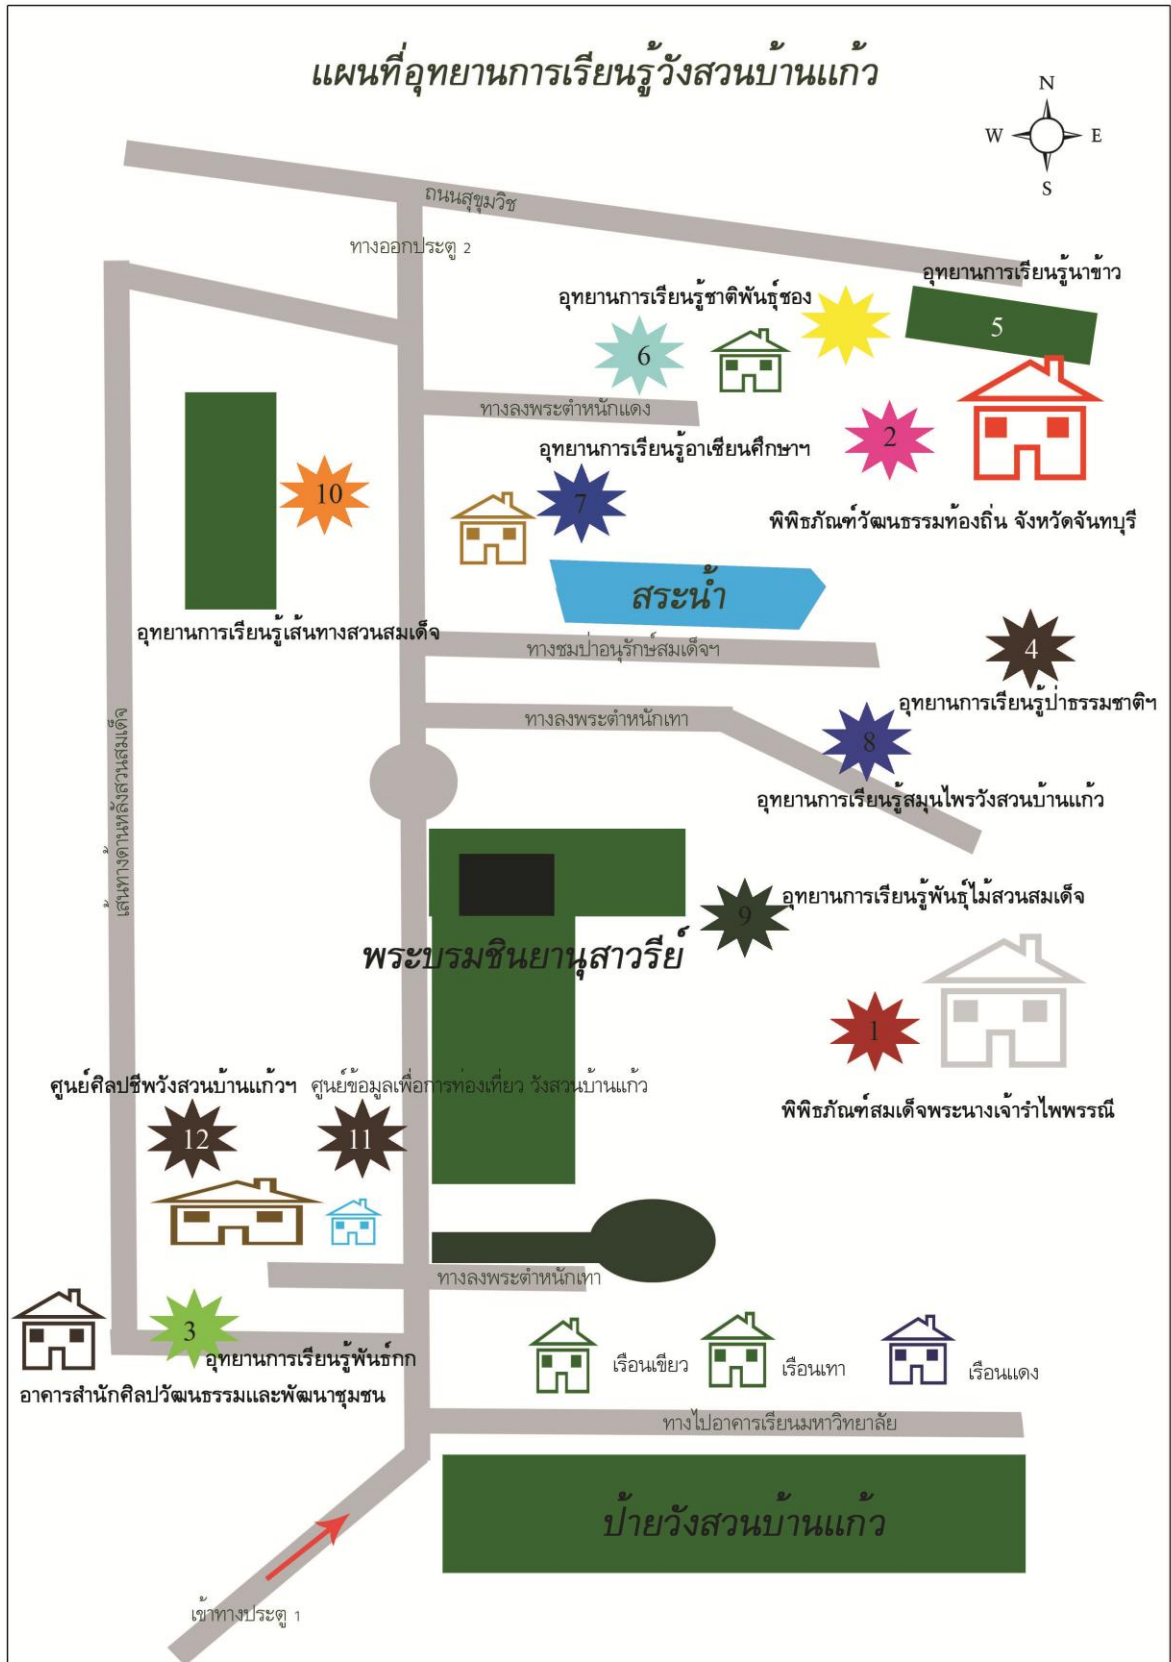 แผนที่อุทยานการเรียนรู้วังสวนบ้านแก้ว
N
W E
S
ถนนสุขุมวิช
ทางออกประตู 2
อุทยานการเรียนรู้นาข้าว
5
อุทยานการเรียนรู้ชาติพันธุ์ชอง
6
ทางลงพระตำหนักแดง
2
อุทยานการเรียนรู้อาเซียนศึกษาฯ
10
7
พิพิธภัณฑ์วัฒนธรรมท้องถิ่น จังหวัดจันทบุรี
สระน้ำ
อุทยานการเรียนรู้เส้นทางสวนสมเด็จ
ทางชมป่าอนุรักษ์สมเด็จฯ
4
อุทยานการเรียนรู้ป่าธรรมชาติฯ
ทางลงพระตำหนักเทา
8
อุทยานการเรียนรู้สมุนไพรวังสวนบ้านแก้ว
เส้นทางด้านหลังสวนสมเด็จ
9
อุทยานการเรียนรู้พันธุ์ไม้สวนสมเด็จ
พระบรมชินยานุสาวรีย์
1
ศูนย์ศิลปชีพวังสวนบ้านแก้วฯ
ศูนย์ข้อมูลเพื่อการท่องเที่ยว วังสวนบ้านแก้ว
พิพิธภัณฑ์สมเด็จพระนางเจ้ารำไพพรรณี
12
11
ทางลงพระตำหนักเทา
3
อุทยานการเรียนรู้พันธ์กก
อาคารสำนักศิลปวัฒนธรรมและพัฒนาชุมชน
เรือนเขียว
เรือนเทา
เรือนแดง
ทางไปอาคารเรียนมหาวิทยาลัย
ป้ายวังสวนบ้านแก้ว
เข้าทางประตู 1